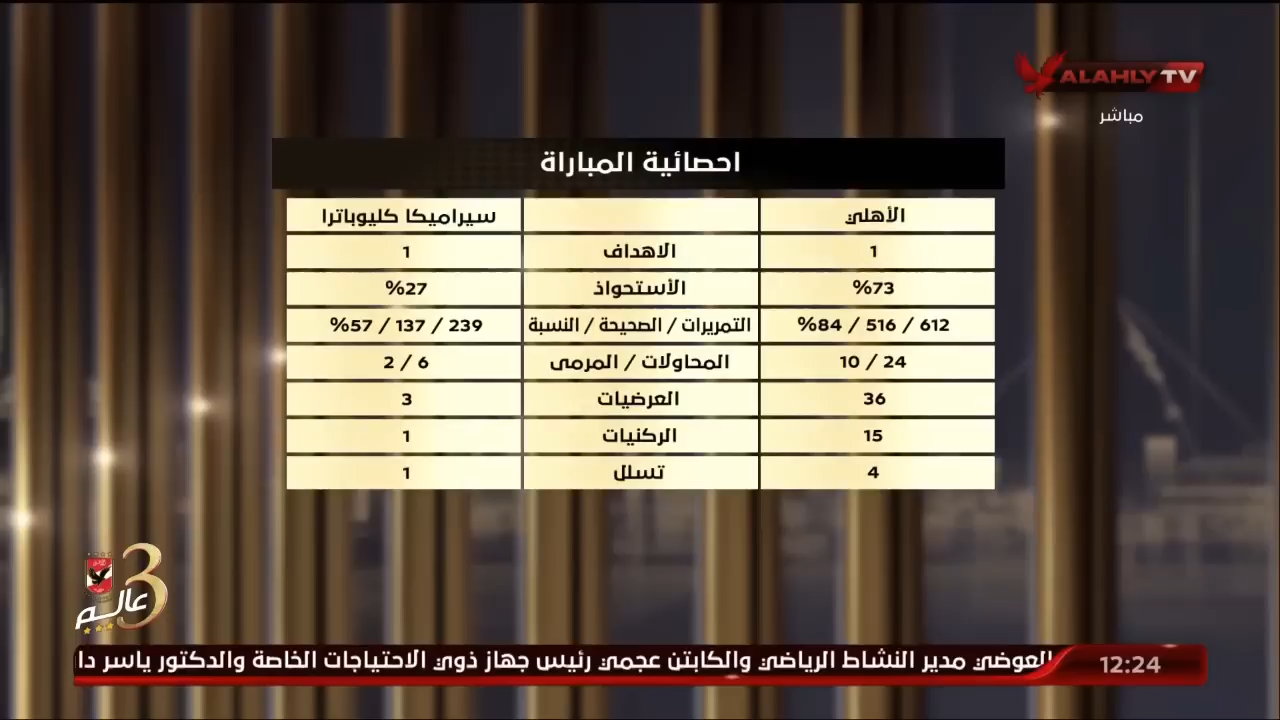 ALAHLY TV
مباشر
احصائية المباراة
الأهلي سيراميكا كليوباترا
1 الاهداف 1
%73 الأستحواذ %27
612 / 516 / 84% التمريرات / الصحيحة / النسبة 239 / 137 / 57%
24 / 10 المحاولات / المرمى 6 / 2
36 العرضيات 3
15 الركنيات 1
4 تسلل 1
3
عالم
12:24 العوضي مدير النشاط الرياضي والكابتن عجمي رئيس جهاز ذوي الاحتياجات الخاصة والدكتور ياسر دا